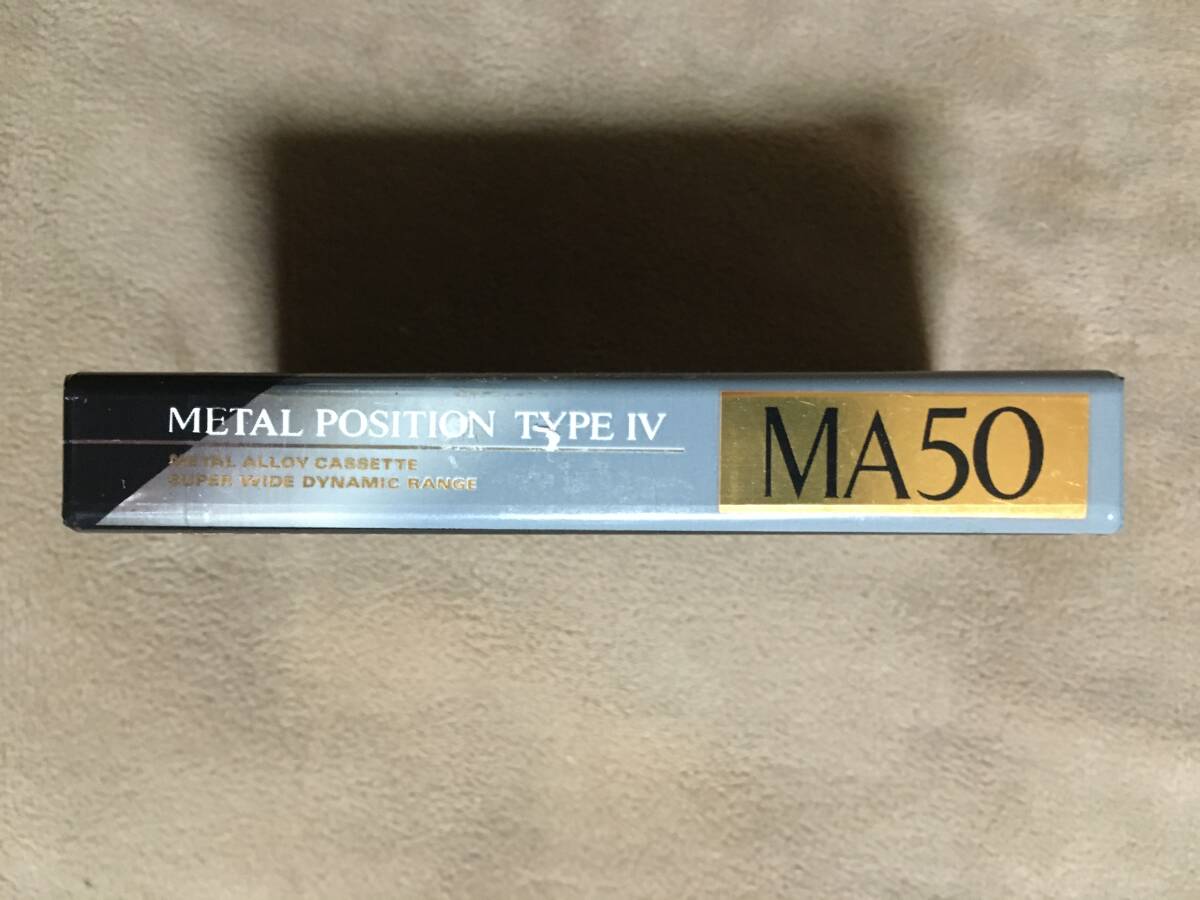 METAL POSITION TYPE IV
METAL ALLOY CASSETTE
SUPER WIDE DYNAMIC RANGE
MA50